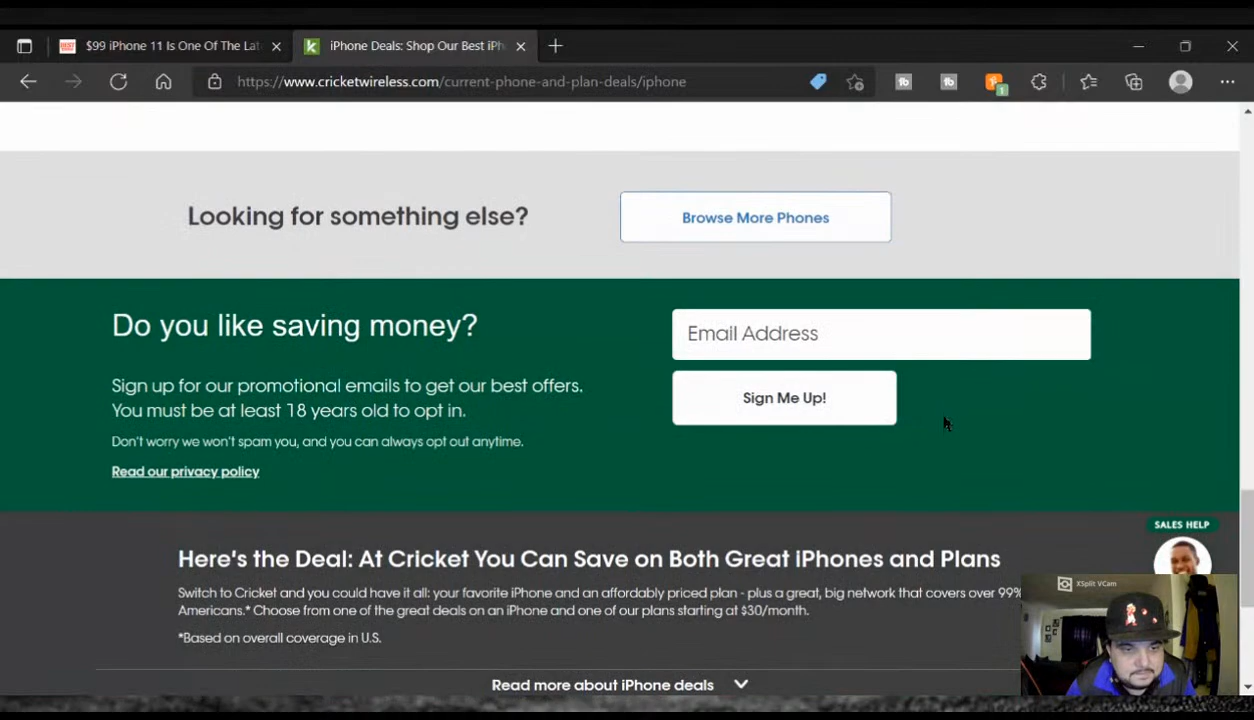 $99 iPhone 11 Is One Of The Lat
iPhone Deals: Shop Our Best iPh
https://www.cricketwireless.com/current-phone-and-plan-deals/iphone
Looking for something else?
Browse More Phones
Do you like saving money?
Email Address
Sign up for our promotional emails to get our best offers.
You must be at least 18 years old to opt in.
Sign Me Up!
Don't worry we won't spam you, and you can always opt out anytime.
Read our privacy policy
SALES HELP
Here's the Deal: At Cricket You Can Save on Both Great iPhones and Plans
Switch to Cricket and you could have it all: your favorite iPhone and an affordably priced plan - plus a great, big network that covers over 99%
Americans.* Choose from one of the great deals on an iPhone and one of our plans starting at $30/month.
*Based on overall coverage in U.S.
XSplit VCam
Read more about iPhone deals